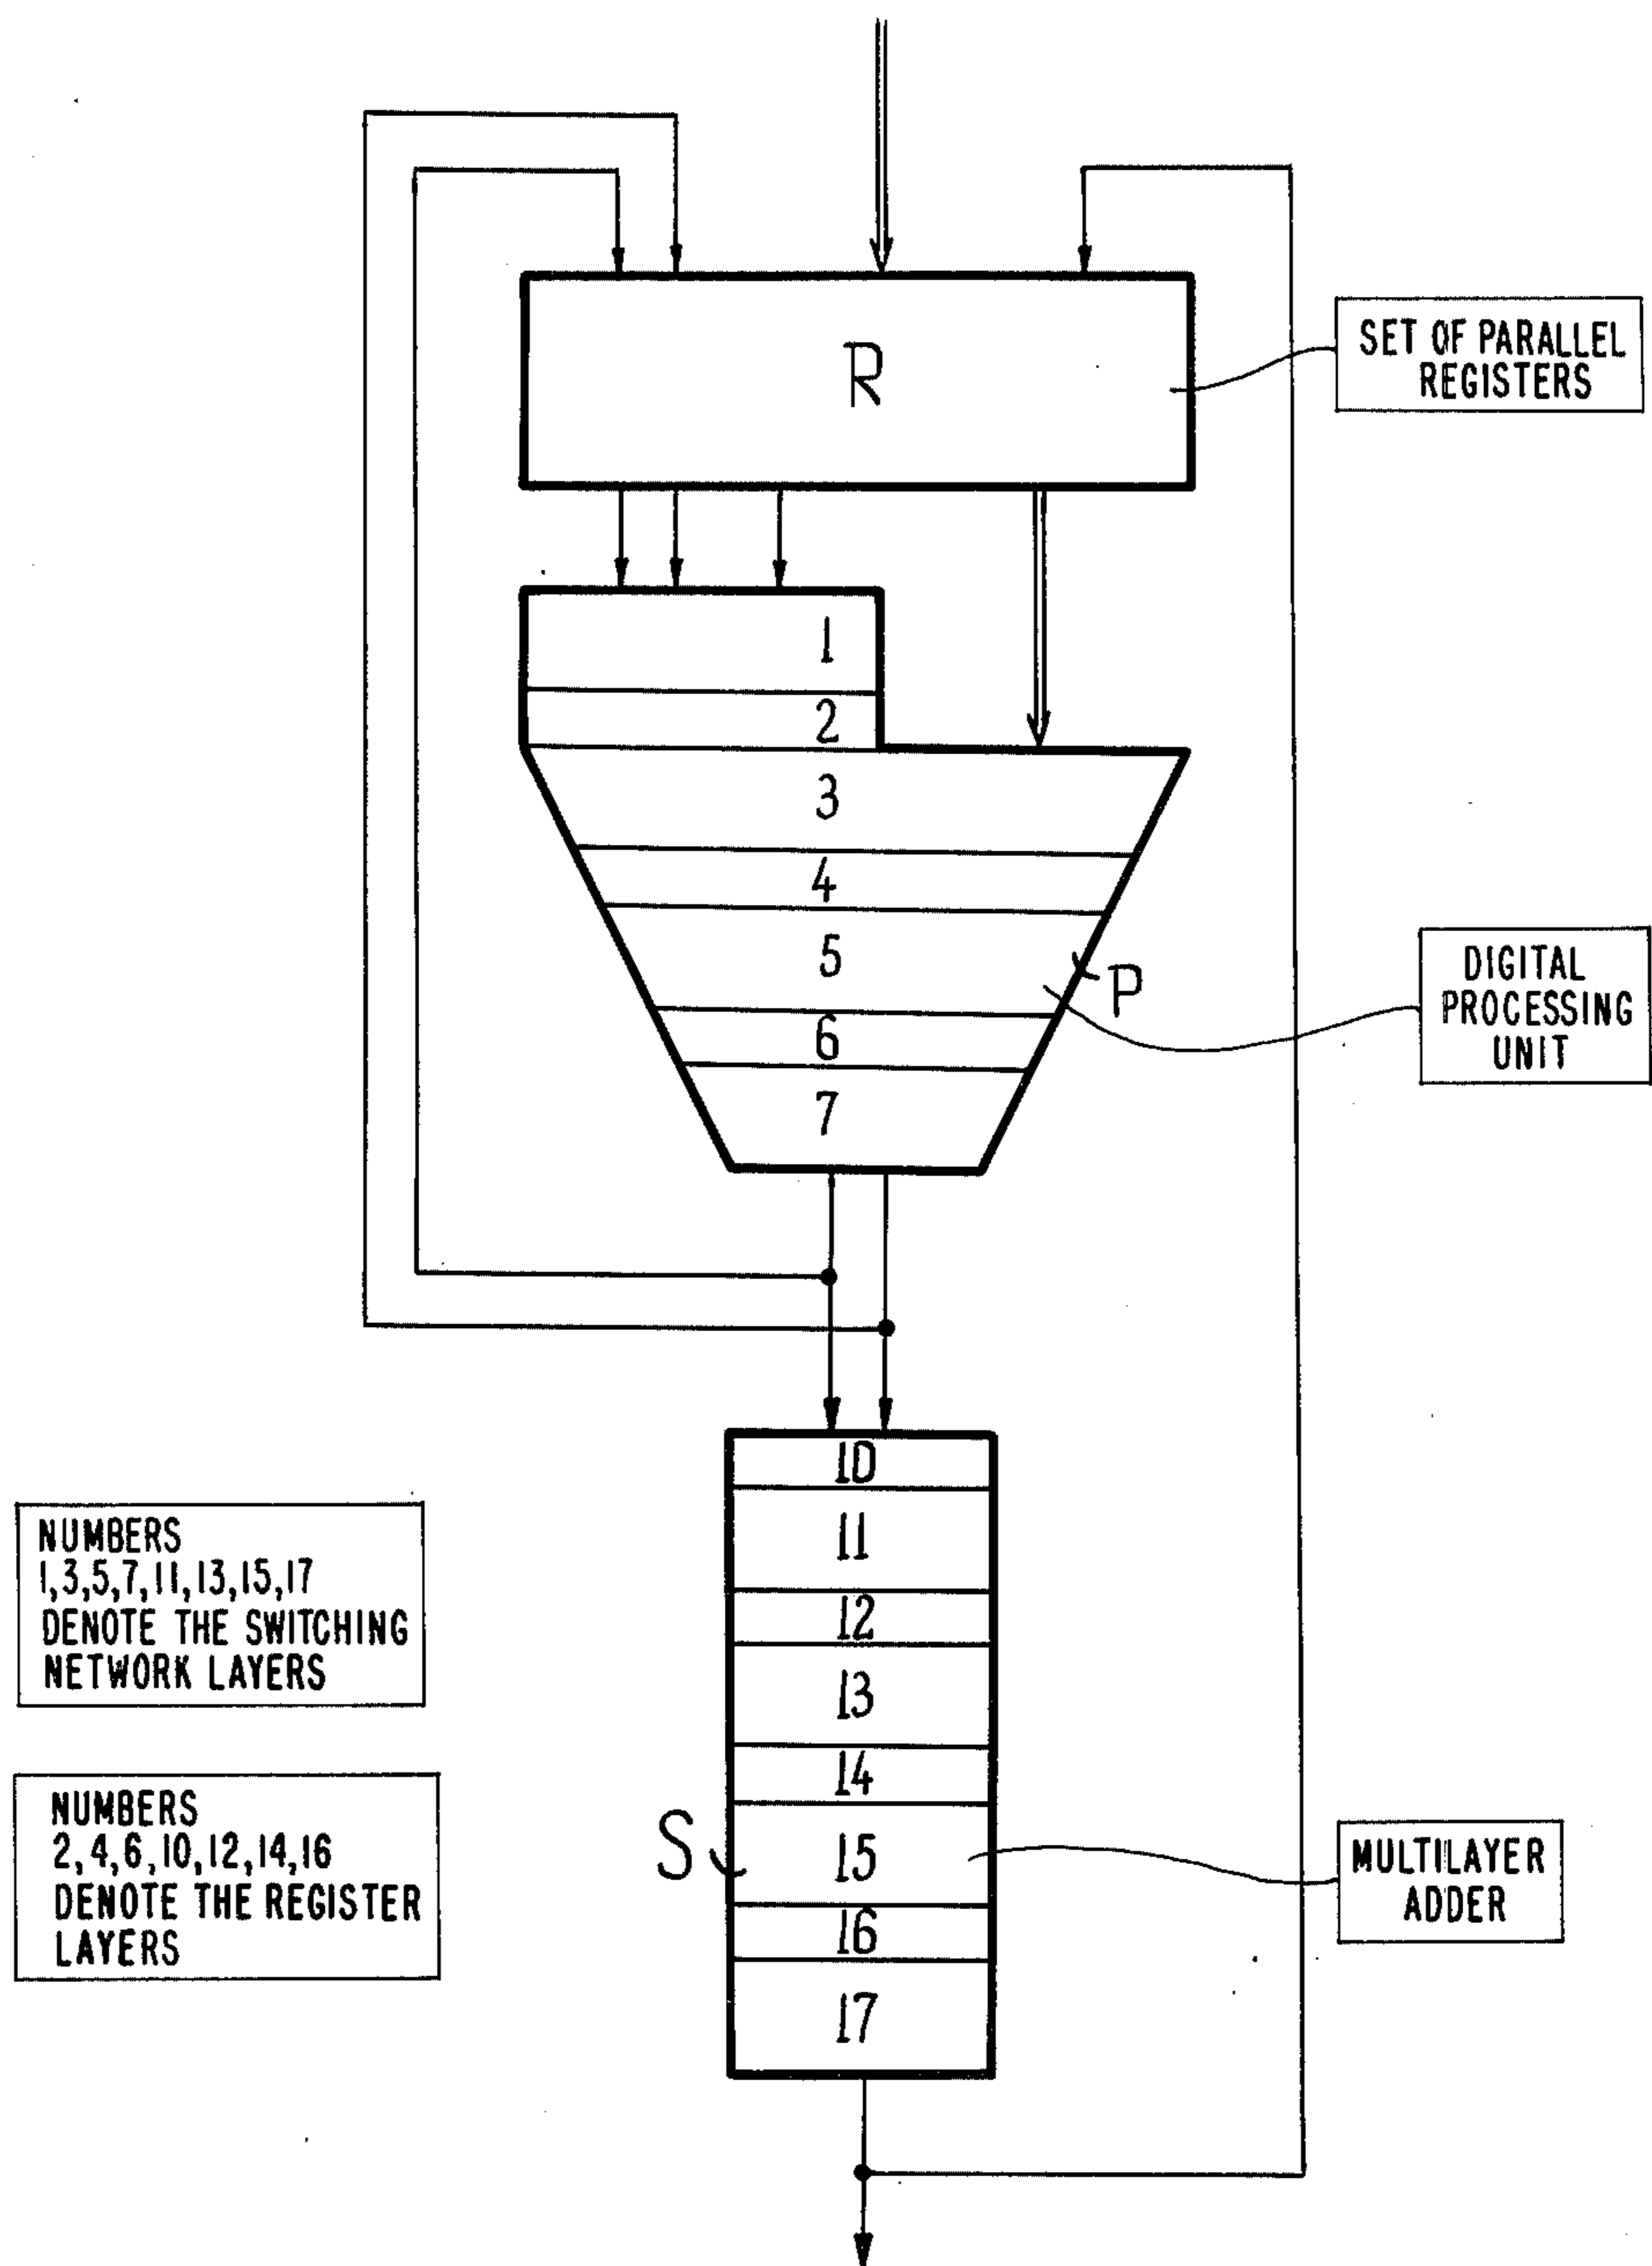 R
SET OF PARALLEL
REGISTERS
1
2
3
4
5
P
DIGITAL
PROCESSING
UNIT
6
7
10
11
12
13
14
S
15
16
17
NUMBERS
1,3,5,7,11,13,15,17
DENOTE THE SWITCHING
NETWORK LAYERS
NUMBERS
2,4,6,10,12,14,16
DENOTE THE REGISTER
LAYERS
MULTILAYER
ADDER